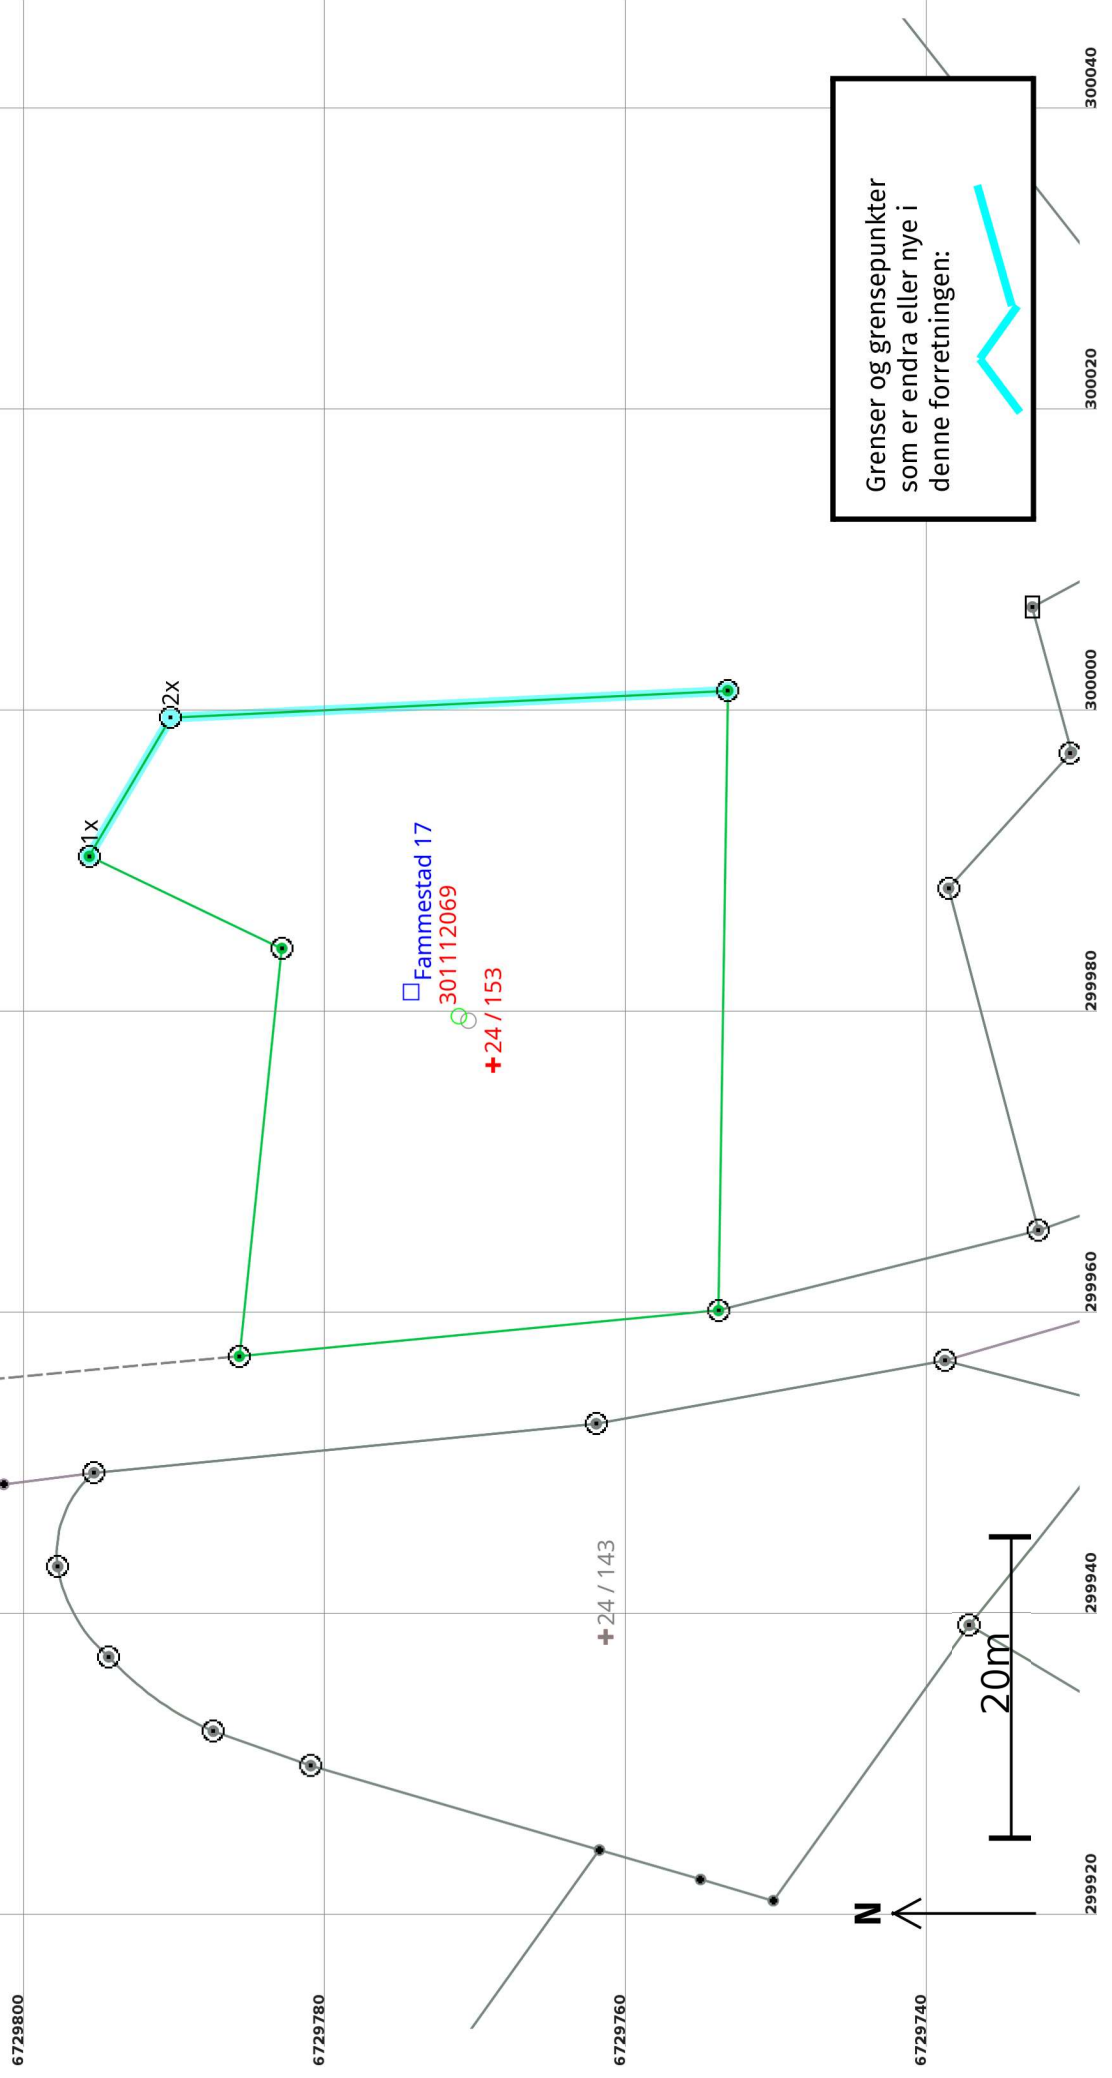 6729800
6729780
6729760
6729740
N
20m
1x
2x
Fammestad 17
301112069
24 / 153
24 / 143
Grenser og grensepunkter
som er endra eller nye i
denne forretningen:
299920
299940
299960
299980
300000
300020
300040